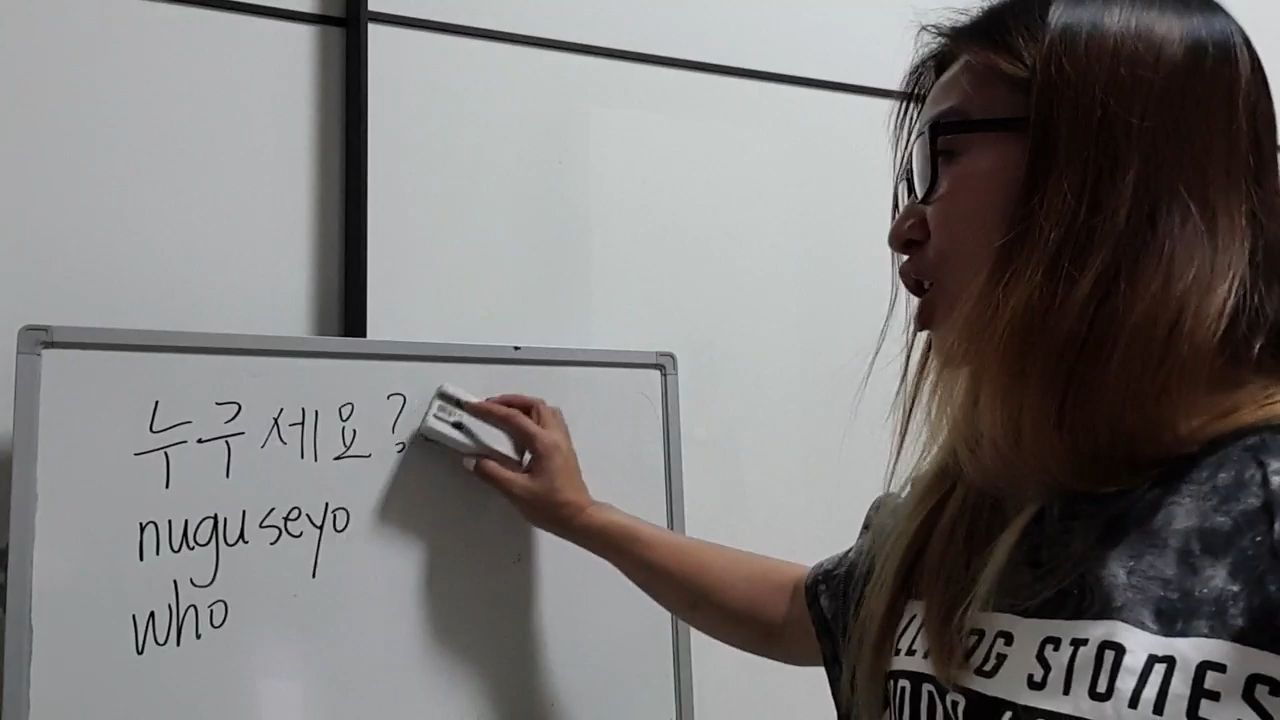 누구세요?
nuguseyo
who
STONES